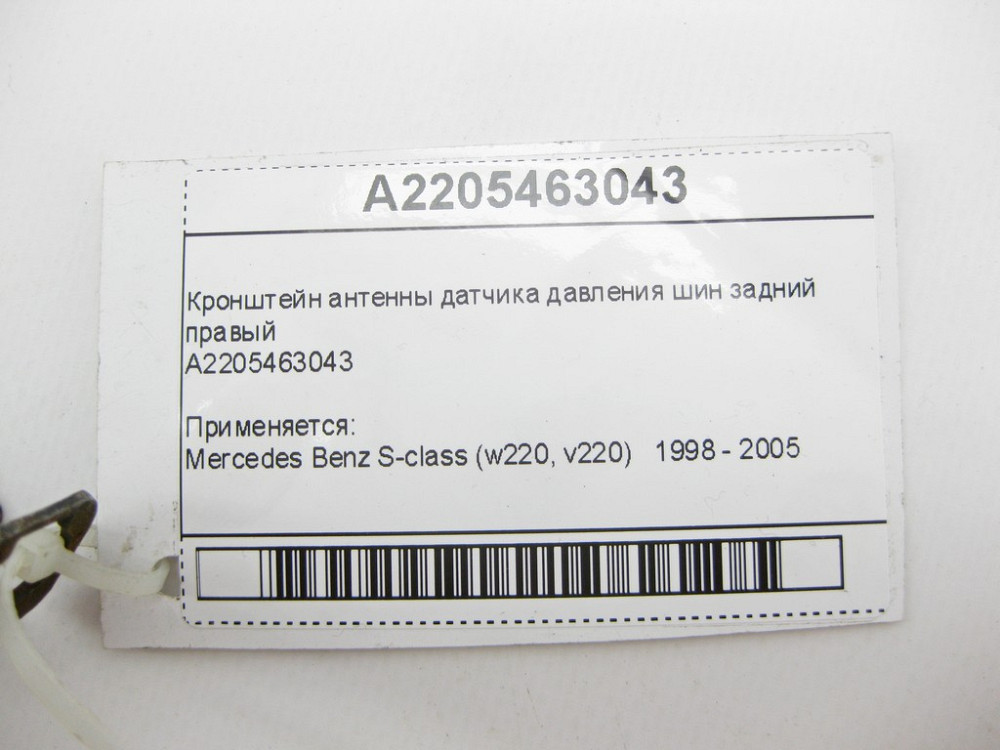 A2205463043
Кронштейн антенны датчика давления шин задний
правый
A2205463043
Применяется:
Mercedes Benz S-class (w220, v220) 1998 - 2005